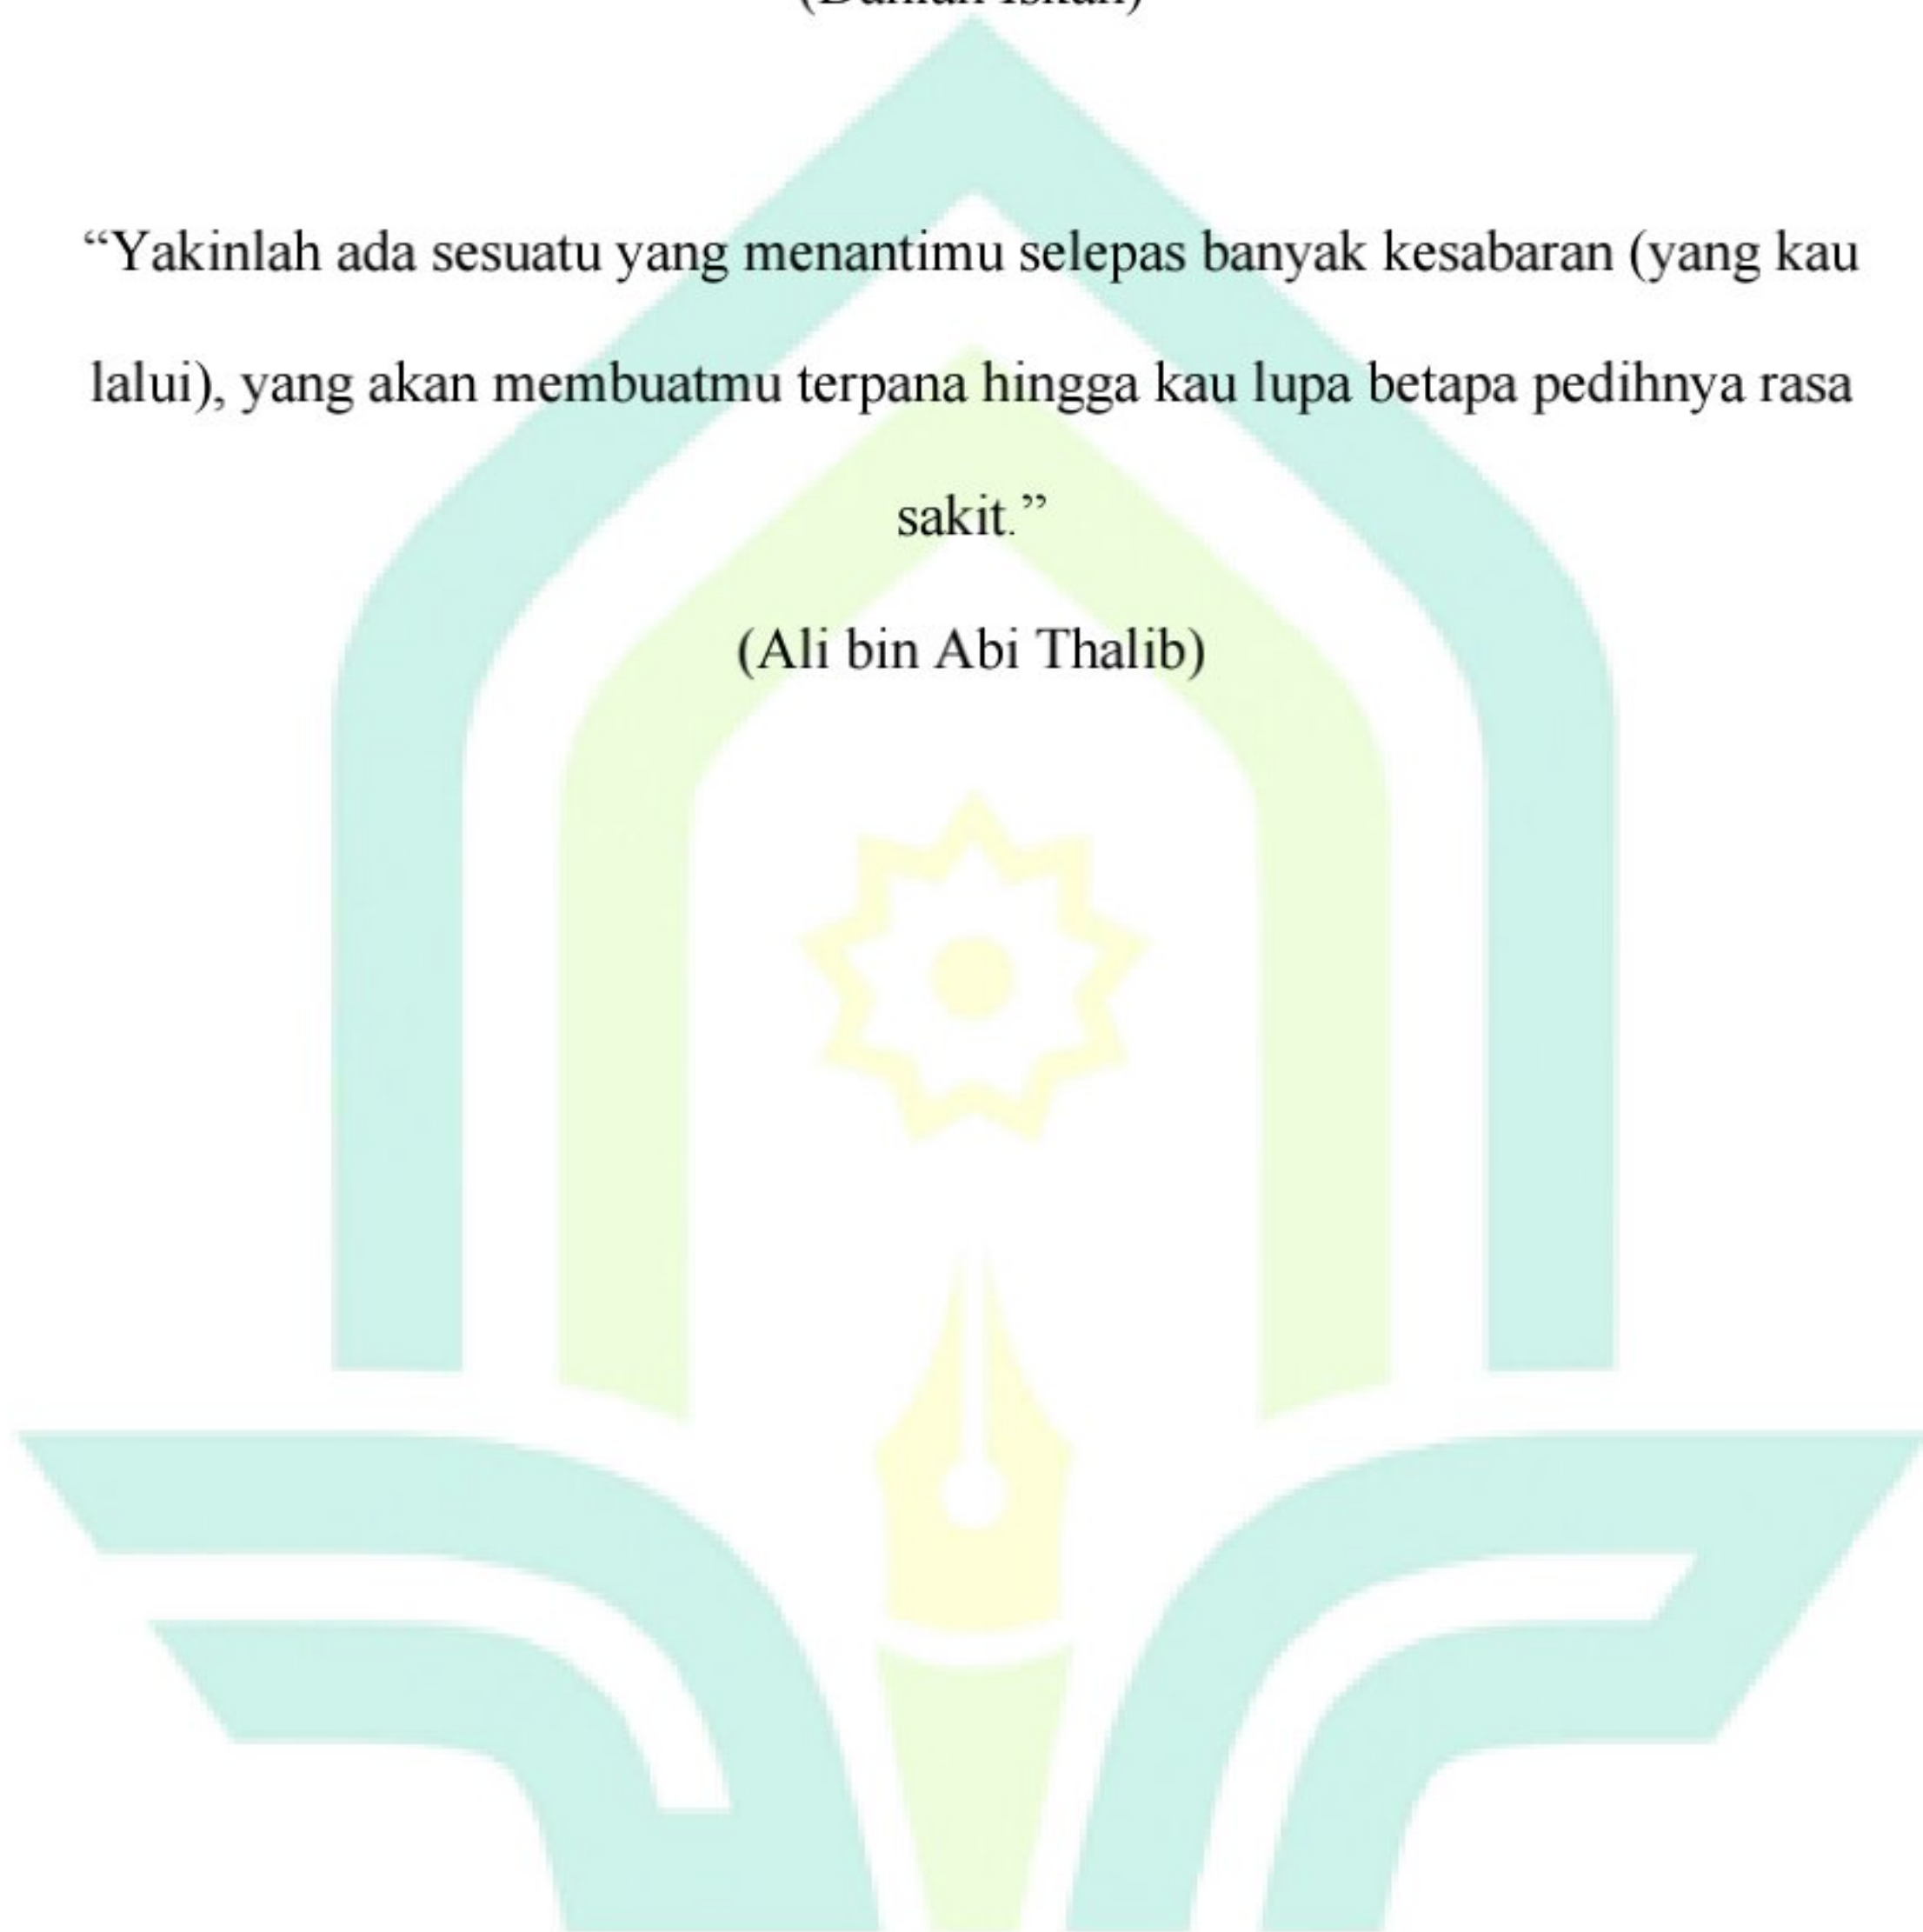 “Yakinlah ada sesuatu yang menantimu selepas banyak kesabaran (yang kau
lalui), yang akan membuatmu terpana hingga kau lupa betapa pedihnya rasa
sakit.”
(Ali bin Abi Thalib)